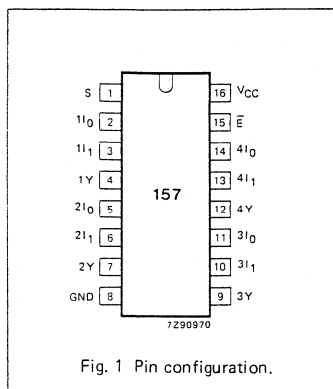 S 1 16 VCC
1I0 2 15 E̅
1I1 3 14 4I0
1Y 4 13 4I1
157
2I0 5 12 4Y
2I1 6 11 3I0
2Y 7 10 3I1
GND 8 9 3Y
7Z90970
Fig. 1 Pin configuration.